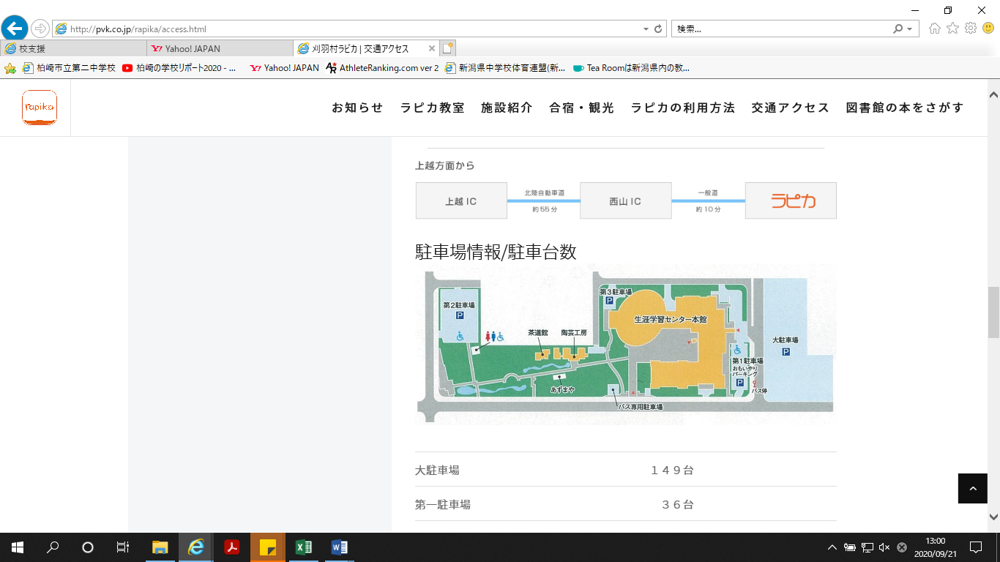 http://pvk.co.jp/rapika/access.html
検索...
校支援
Yahoo! JAPAN
刈羽村ラピカ | 交通アクセス
柏崎市立第二中学校
柏崎の学校リポート2020 - ...
Yahoo! JAPAN
AthleteRanking.com ver 2
新潟県中学校体育連盟(新...
Tea Roomは新潟県内の教...
rapika
お知らせ
ラピカ教室
施設紹介
合宿・観光
ラピカの利用方法
交通アクセス
図書館の本をさがす
上越方面から
上越IC
北陸自動車道
約55分
西山IC
一般道
約10分
ラピカ
駐車場情報/駐車台数
第2駐車場
P
第3駐車場
P
生涯学習センター本館
茶道館
陶芸工房
大駐車場
P
第1駐車場
おもいやり
パーキング
P
バス停
あずまや
バス専用駐車場
大駐車場 １４９台
第一駐車場 ３６台
13:00
2020/09/21